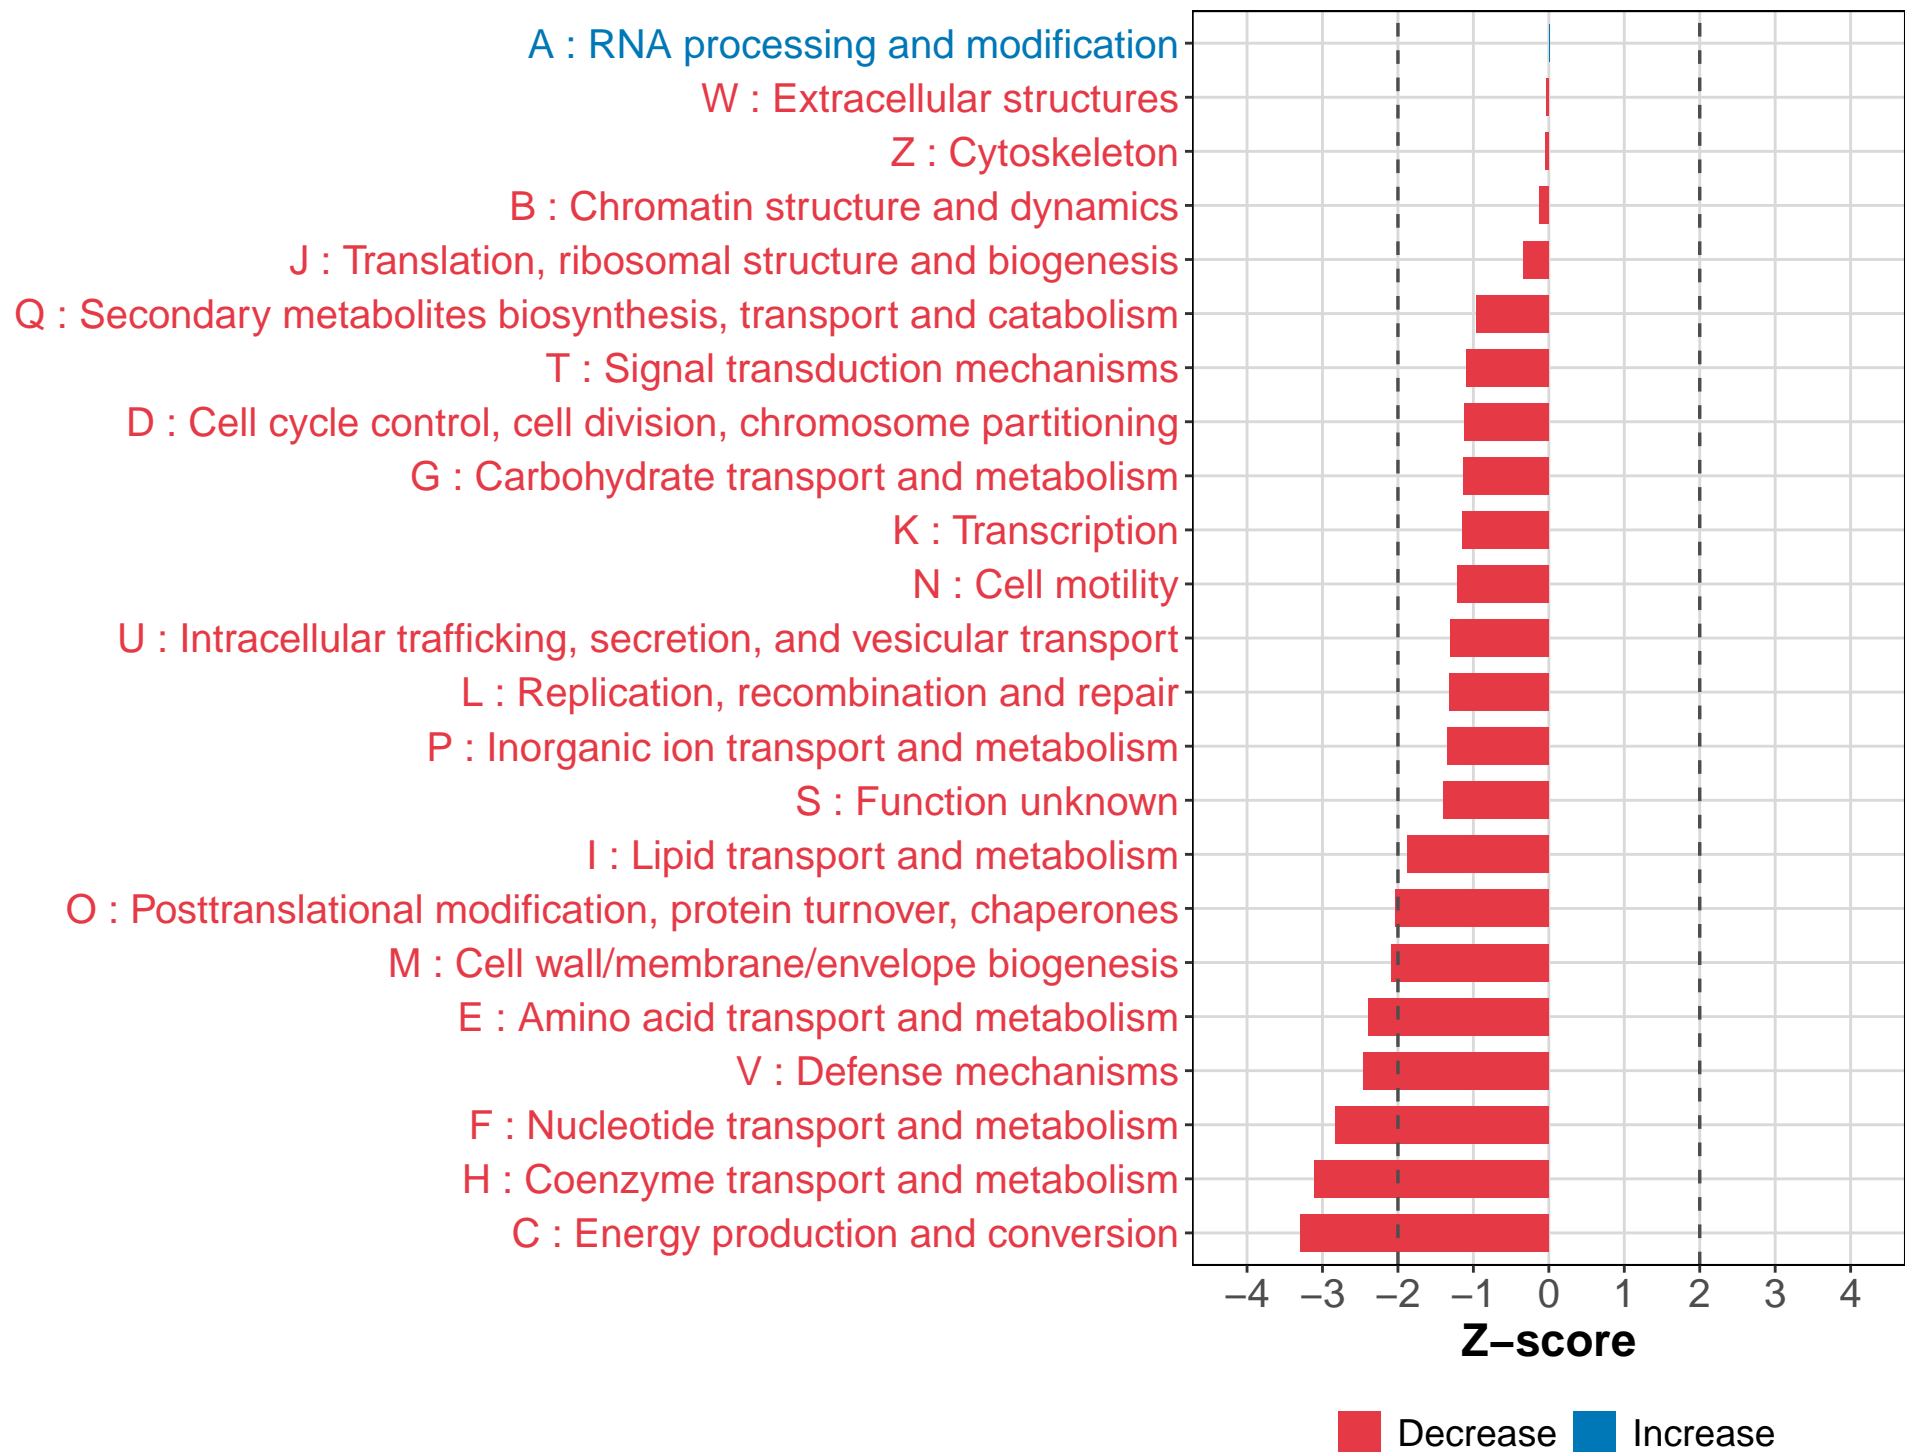 A : RNA processing and modification
W : Extracellular structures
Z : Cytoskeleton
B : Chromatin structure and dynamics
J : Translation, ribosomal structure and biogenesis
Q : Secondary metabolites biosynthesis, transport and catabolism
T : Signal transduction mechanisms
D : Cell cycle control, cell division, chromosome partitioning
G : Carbohydrate transport and metabolism
K : Transcription
N : Cell motility
U : Intracellular trafficking, secretion, and vesicular transport
L : Replication, recombination and repair
P : Inorganic ion transport and metabolism
S : Function unknown
I : Lipid transport and metabolism
O : Posttranslational modification, protein turnover, chaperones
M : Cell wall/membrane/envelope biogenesis
E : Amino acid transport and metabolism
V : Defense mechanisms
F : Nucleotide transport and metabolism
H : Coenzyme transport and metabolism
C : Energy production and conversion
−4 −3 −2 −1 0 1 2 3 4
Z−score
Decrease Increase